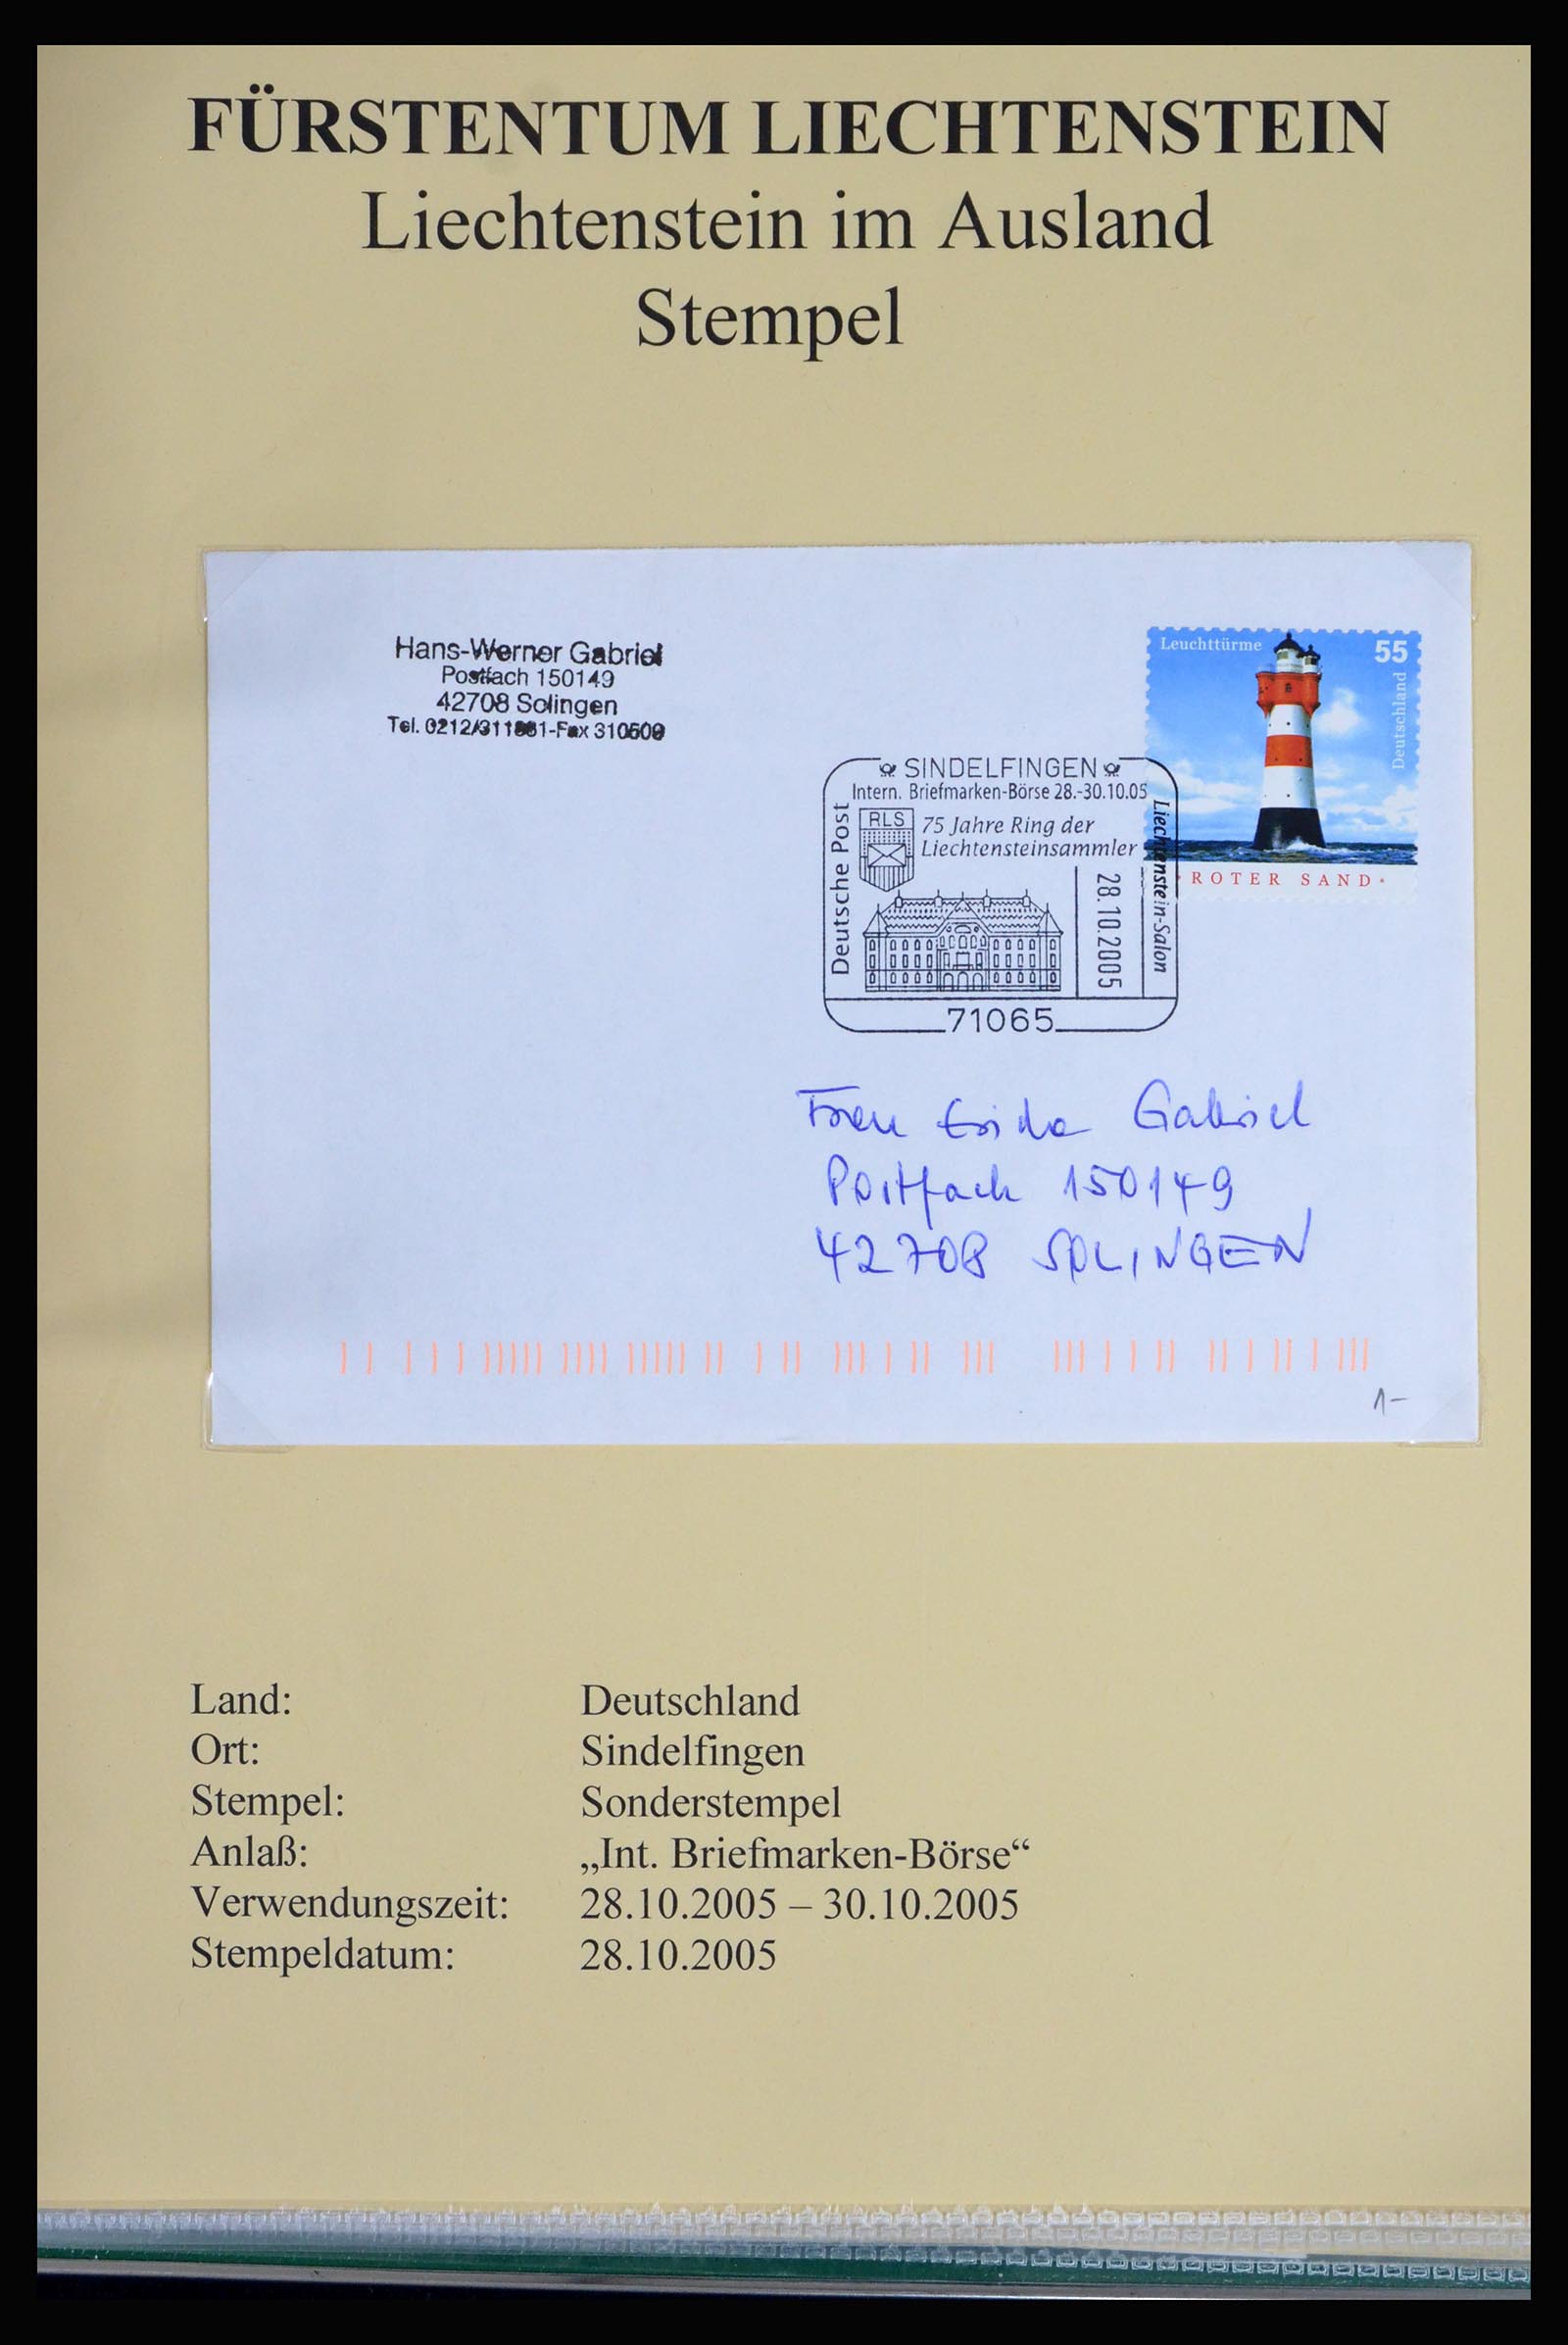 FÜRSTENTUM LIECHTENSTEIN
Liechtenstein im Ausland
Stempel
Hans-Werner Gabriel
Postfach 150149
42708 Solingen
Tel. 0212/
Leuchttürme 55
Deutschland
ROTER SAND
SINDELFINGEN
Intern. Briefmarken-Börse 28.-30.10.05
Deutsche Post
RLS
75 Jahre Ring der
Liechtensteinsammler
28.10.2005
Liechtenstein-Salon
71065
Frau Erika Gabriel
Postfach 150149
42708 SOLINGEN
1-
Land: Deutschland
Ort: Sindelfingen
Stempel: Sonderstempel
Anlaß: „Int. Briefmarken-Börse“
Verwendungszeit: 28.10.2005 – 30.10.2005
Stempeldatum: 28.10.2005